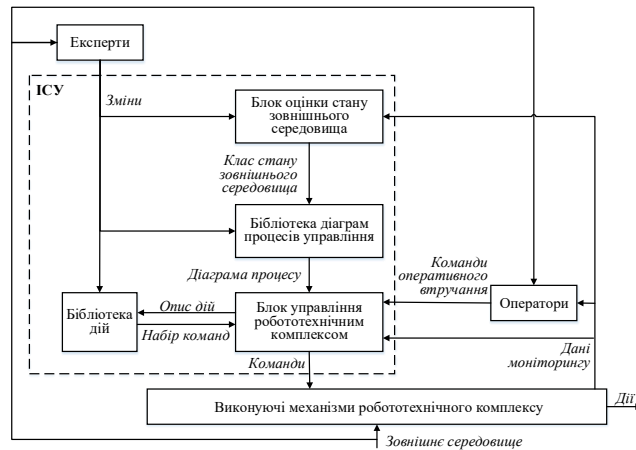 Експерти
ІСУ
Зміни
Блок оцінки стану
зовнішнього
середовища
Клас стану
зовнішнього
середовища
Бібліотека діаграм
процесів управління
Діаграма процесу
Команди
оперативного
втручання
Оператори
Бібліотека
дій
Опис дій
Набір команд
Блок управління
робототехнічним
комплексом
Команди
Дані
моніторингу
Виконуючі механізми робототехнічного комплексу
Дії
Зовнішнє середовище